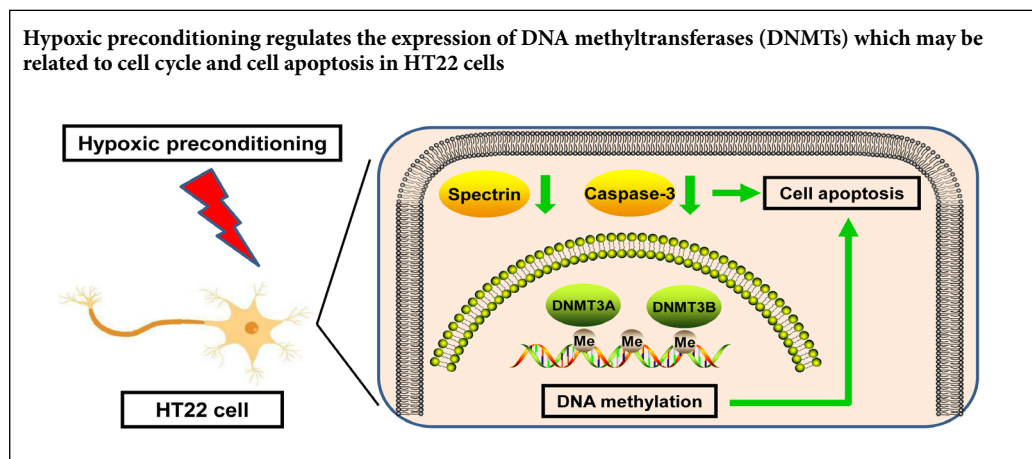 Hypoxic preconditioning regulates the expression of DNA methyltransferases (DNMTs) which may be
related to cell cycle and cell apoptosis in HT22 cells
Hypoxic preconditioning
Spectrin
Caspase-3
Cell apoptosis
DNMT3A
DNMT3B
Me
Me
Me
DNA methylation
HT22 cell